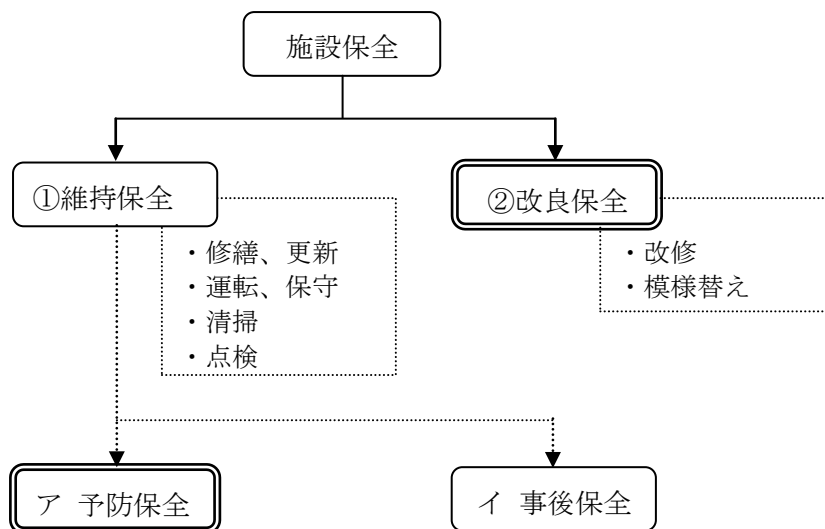 施設保全
①維持保全
②改良保全
・修繕、更新
・運転、保守
・清掃
・点検
・改修
・模様替え
ア 予防保全
イ 事後保全